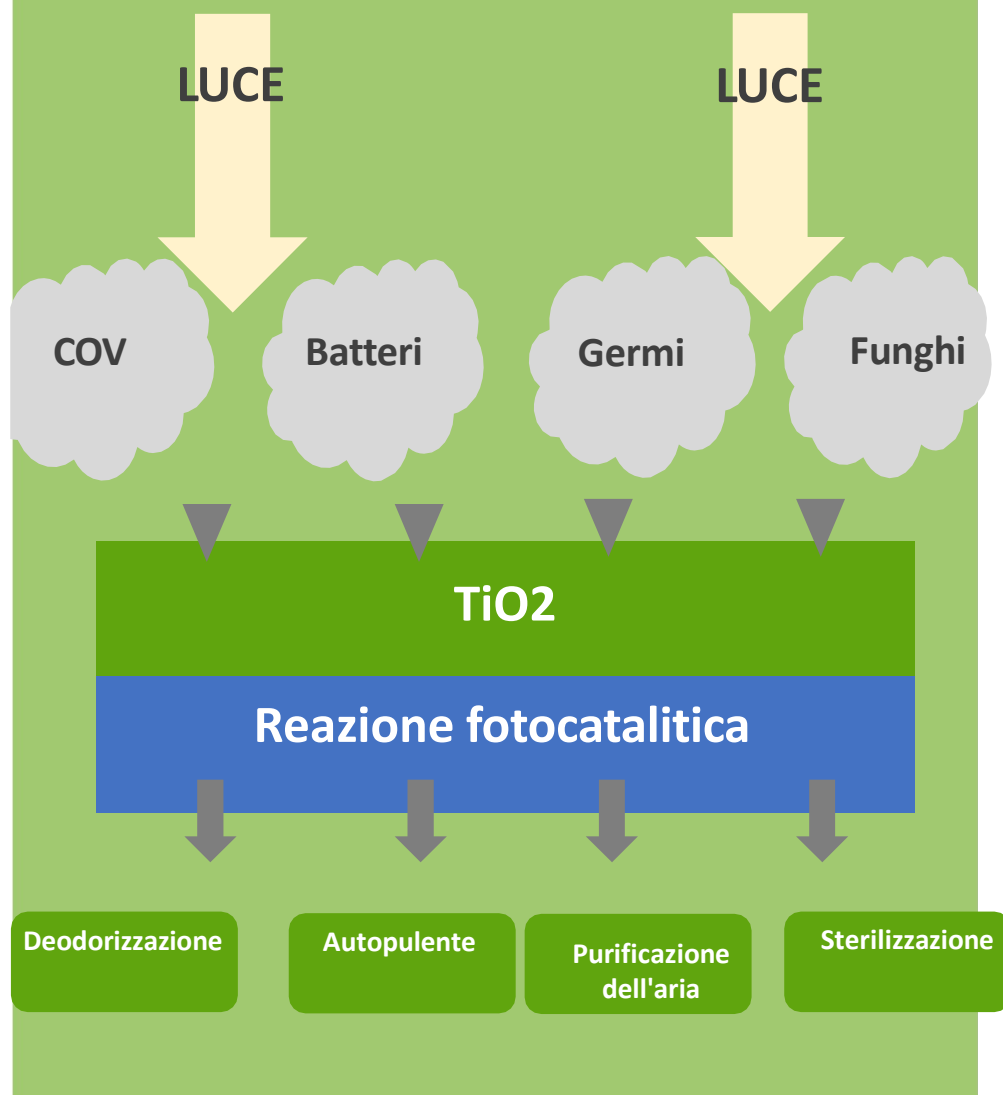 LUCE
LUCE
COV
Batteri
Germi
Funghi
TiO2
Reazione fotocatalitica
Deodorizzazione
Autopulente
Purificazione
dell'aria
Sterilizzazione